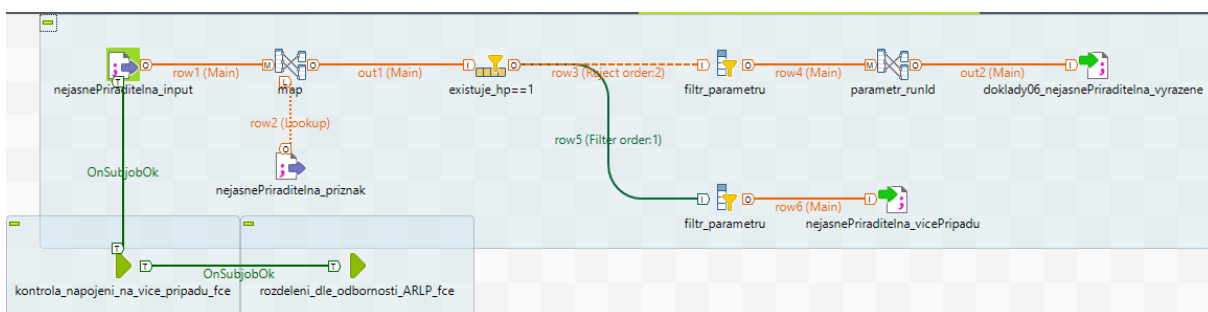 row1 (Main)
out1 (Main)
row3 (Reject order:2)
row4 (Main)
out2 (Main)
nejasnePriraditelna_input
map
existuje_hp==1
filtr_parametru
parametr_runId
doklady06_nejasnePriraditelna_vyrazene
row2 (Lookup)
row5 (Filter order:1)
OnSubjobOk
nejasnePriraditelna_priznak
row6 (Main)
filtr_parametru
nejasnePriraditelna_vicePripadu
OnSubjobOk
kontrola_napojeni_na_vice_pripadu_fce
rozdeleni_dle_odbornosti_ARLP_fce